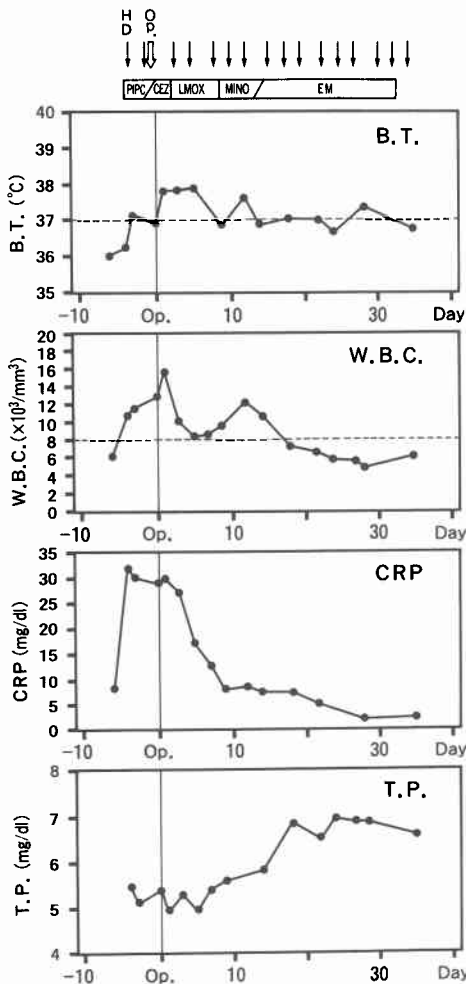 HD Op.
PIPC CEZ LMOX MINO EM
40
39
38
37
36
35
B.T. (°C)
B.T.
-10 Op. 10 30 Day
20
18
16
14
12
10
8
6
4
2
0
W.B.C. (×10³/mm³)
W.B.C.
-10 Op. 10 30 Day
35
30
25
20
15
10
5
0
CRP (mg/dl)
CRP
-10 Op. 10 30 Day
8
7
6
5
4
T.P. (mg/dl)
T.P.
-10 Op. 10 30 Day